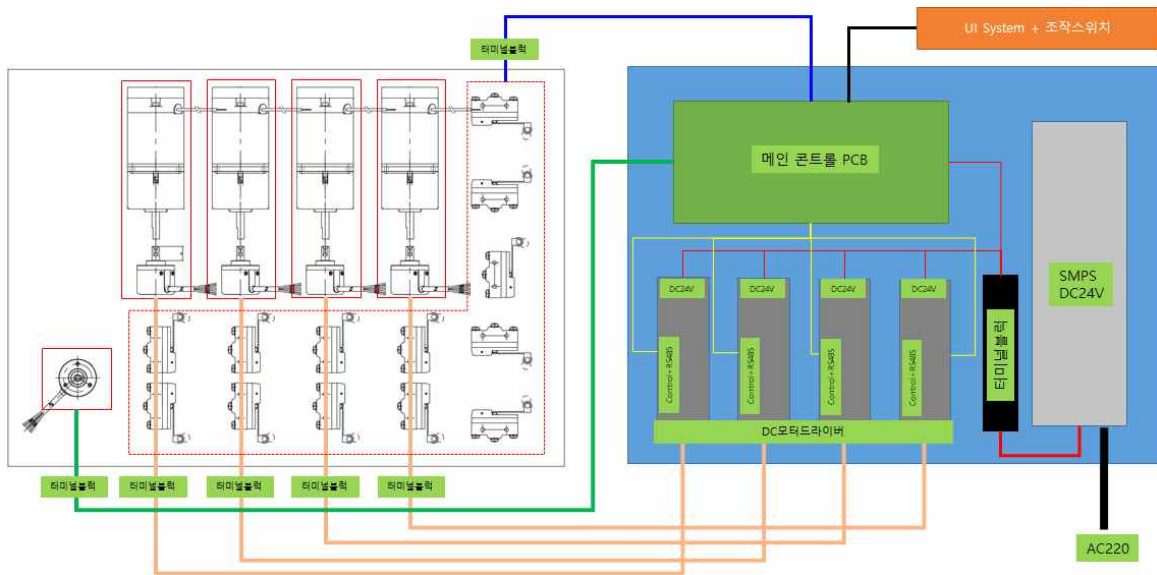 UI System + 조작스위치
터미널블럭
메인 콘트롤 PCB
SMPS
DC24V
DC24V
DC24V
DC24V
DC24V
터미널블럭
Control + RS485
Control + RS485
Control + RS485
Control + RS485
DC모터드라이버
터미널블럭
터미널블럭
터미널블럭
터미널블럭
터미널블럭
AC220